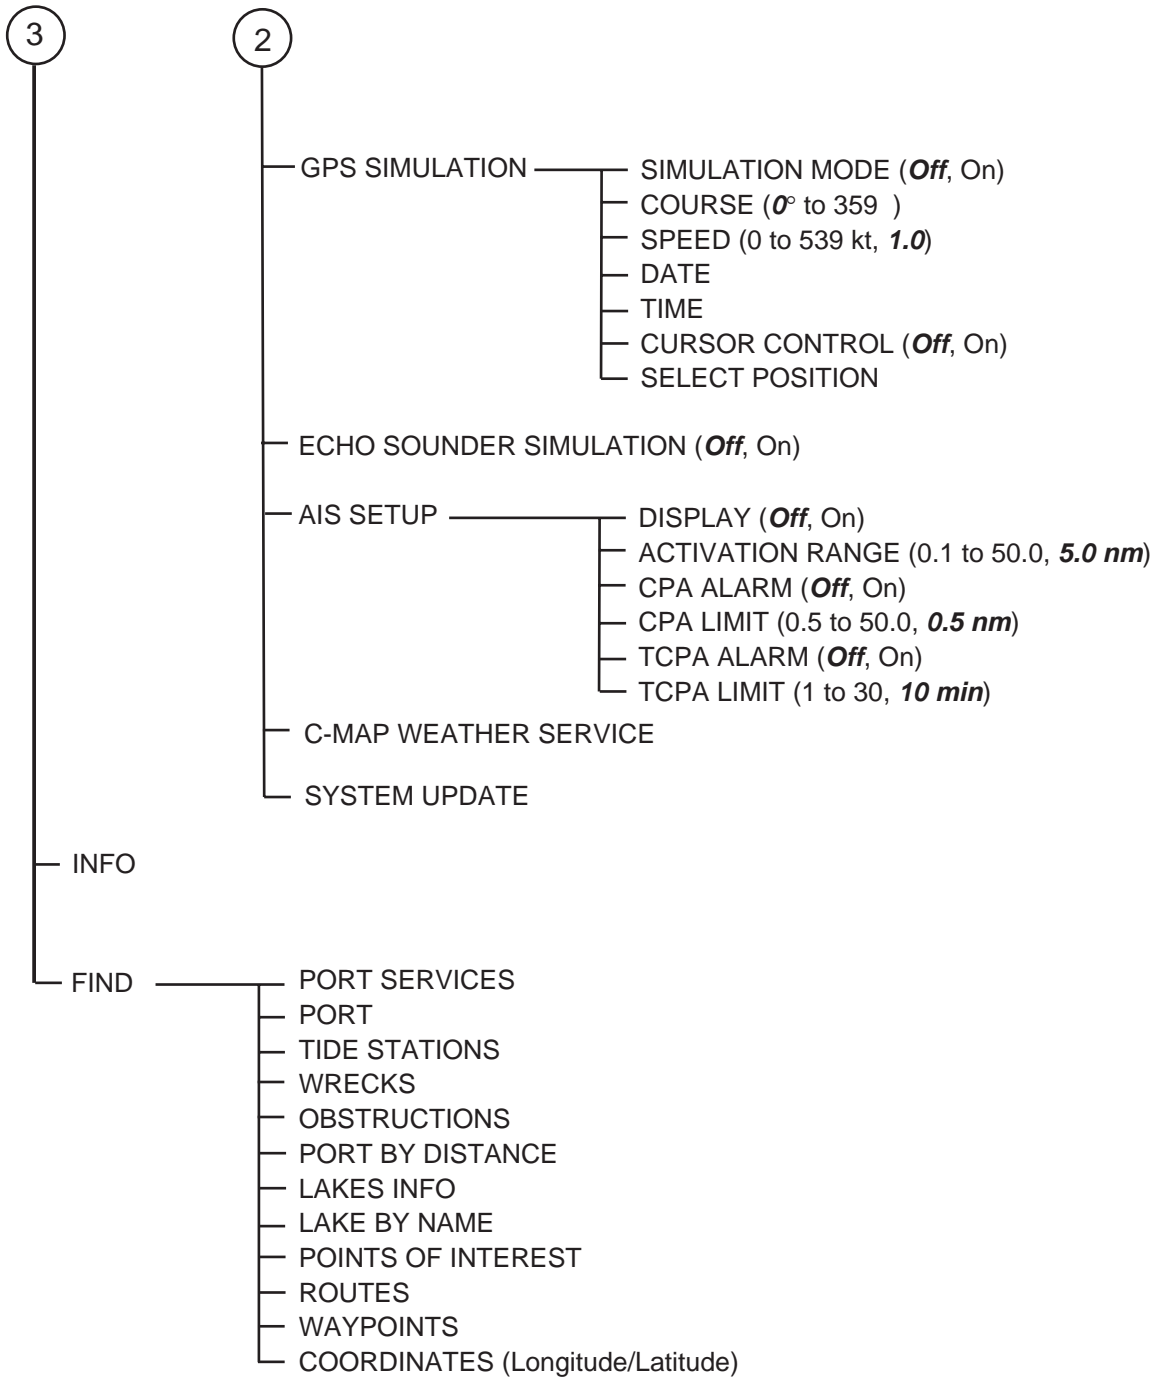 3
2
GPS SIMULATION
SIMULATION MODE (Off, On)
COURSE (0° to 359 )
SPEED (0 to 539 kt, 1.0)
DATE
TIME
CURSOR CONTROL (Off, On)
SELECT POSITION
ECHO SOUNDER SIMULATION (Off, On)
AIS SETUP
DISPLAY (Off, On)
ACTIVATION RANGE (0.1 to 50.0, 5.0 nm)
CPA ALARM (Off, On)
CPA LIMIT (0.5 to 50.0, 0.5 nm)
TCPA ALARM (Off, On)
TCPA LIMIT (1 to 30, 10 min)
C-MAP WEATHER SERVICE
SYSTEM UPDATE
INFO
FIND
PORT SERVICES
PORT
TIDE STATIONS
WRECKS
OBSTRUCTIONS
PORT BY DISTANCE
LAKES INFO
LAKE BY NAME
POINTS OF INTEREST
ROUTES
WAYPOINTS
COORDINATES (Longitude/Latitude)